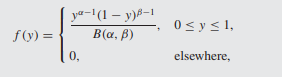 f(y) = { y^{α−1}(1 − y)^{β−1} / B(α, β), 0 ≤ y ≤ 1,
0, elsewhere,